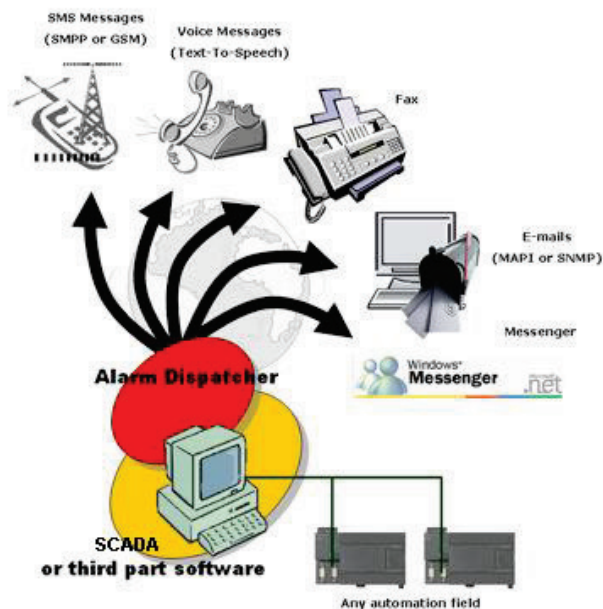 SMS Messages
(SMPP or GSM)
Voice Messages
(Text-To-Speech)
Fax
E-mails
(MAPI or SNMP)
Messenger
Windows
Messenger
Microsoft
.net
Alarm Dispatcher
SCADA
or third part software
Any automation field